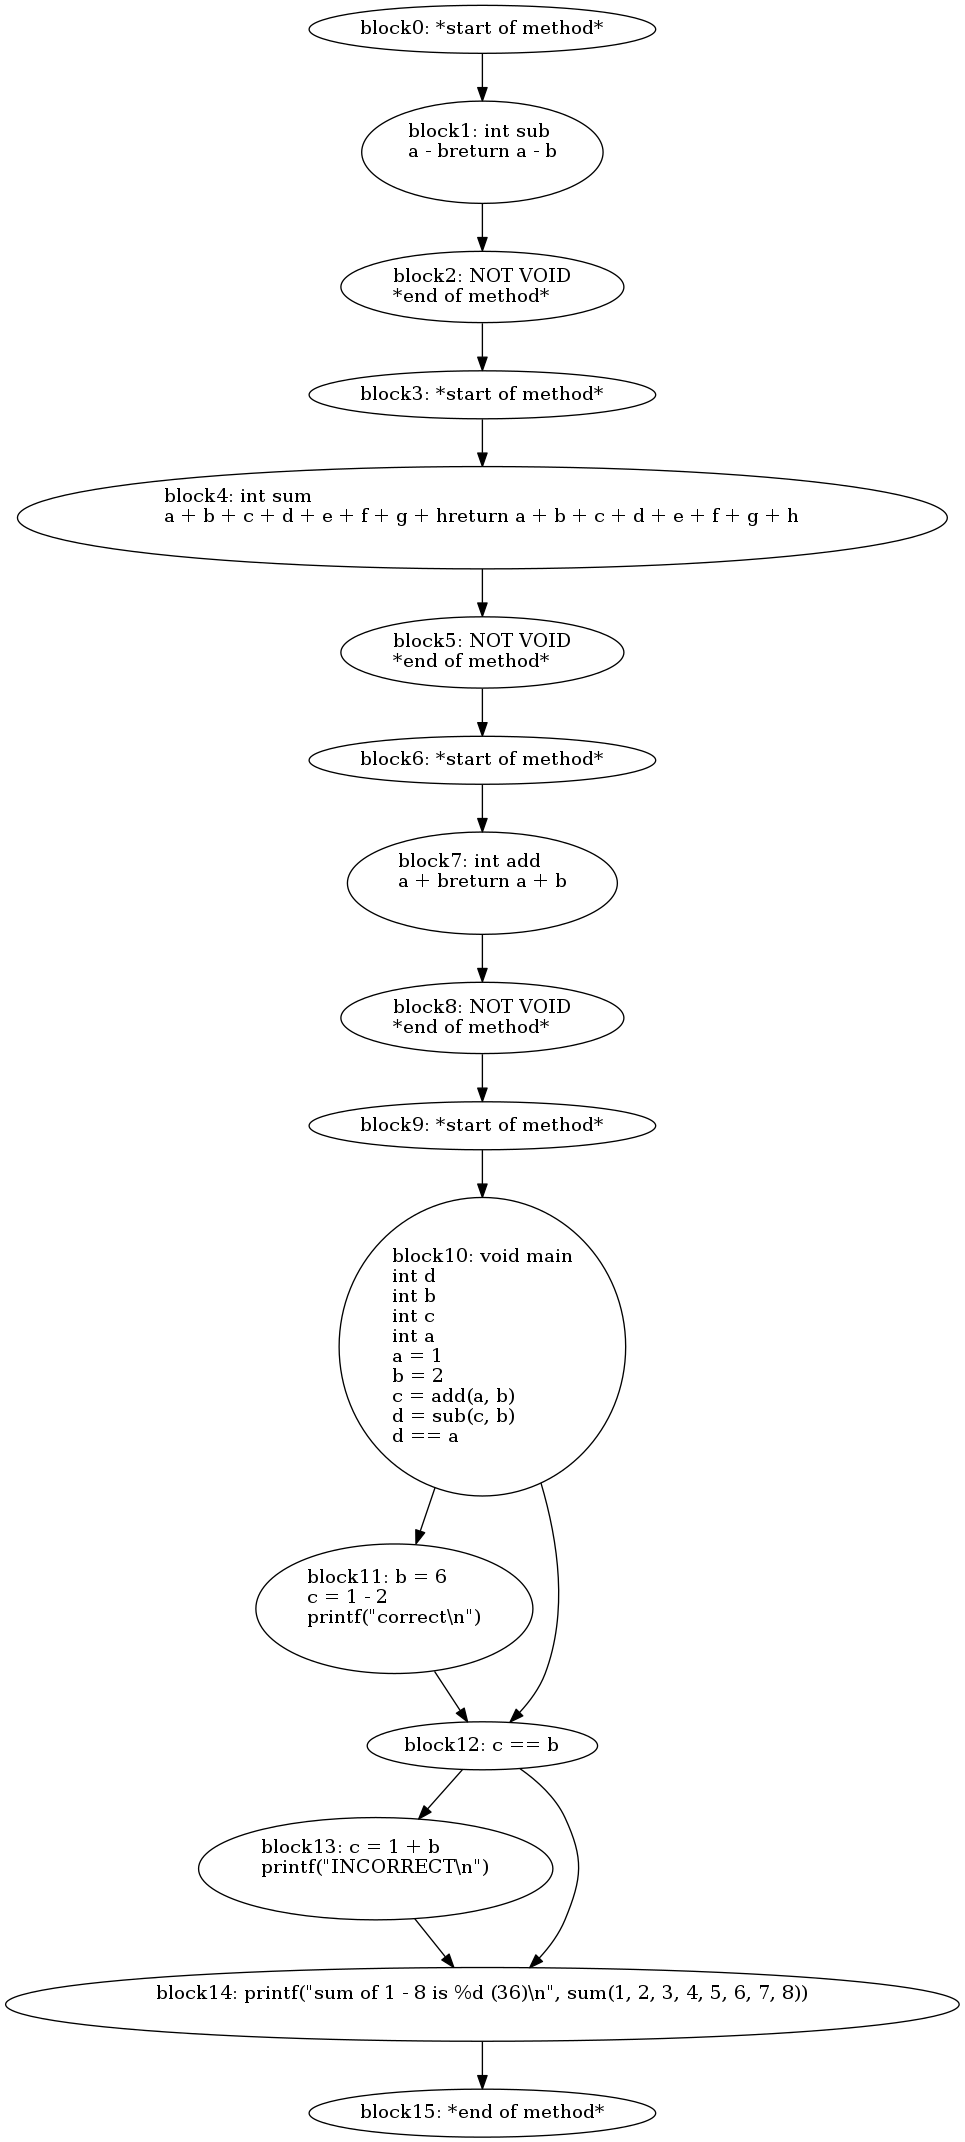 block0: *start of method*
block1: int sub
a - breturn a - b
block2: NOT VOID
*end of method*
block3: *start of method*
block4: int sum
a + b + c + d + e + f + g + hreturn a + b + c + d + e + f + g + h
block5: NOT VOID
*end of method*
block6: *start of method*
block7: int add
a + breturn a + b
block8: NOT VOID
*end of method*
block9: *start of method*
block10: void main
int d
int b
int c
int a
a = 1
b = 2
c = add(a, b)
d = sub(c, b)
d == a
block11: b = 6
c = 1 - 2
printf("correct\n")
block12: c == b
block13: c = 1 + b
printf("INCORRECT\n")
block14: printf("sum of 1 - 8 is %d (36)\n", sum(1, 2, 3, 4, 5, 6, 7, 8))
block15: *end of method*